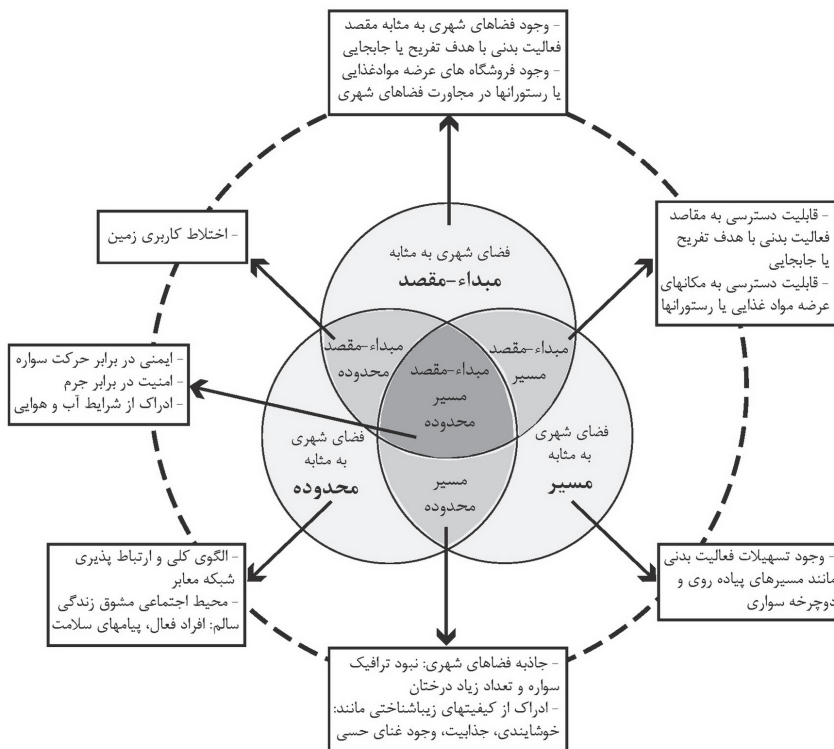 - وجود فضاهای شهری به مثابه مقصد
فعالیت بدنی با هدف تفریح یا جابجایی
- وجود فروشگاه های عرضه موادغذایی
یا رستورانها در مجاورت فضاهای شهری
- قابلیت دسترسی به مقاصد
فعالیت بدنی با هدف تفریح
یا جابجایی
- قابلیت دسترسی به مکانهای
عرضه مواد غذایی یا رستورانها
- اختلاط کاربری زمین
فضای شهری به مثابه
مبداء-مقصد
مبداء-مقصد
مسیر
مبداء-مقصد
محدوده
مبداء-مقصد
مسیر
محدوده
- ایمنی در برابر حرکت سواره
- امنیت در برابر جرم
- ادراک از شرایط آب و هوایی
فضای شهری
به مثابه
مسیر
فضای شهری
به مثابه
محدوده
مسیر
محدوده
- وجود تسهیلات فعالیت بدنی
مانند مسیرهای پیاده روی و
دوچرخه سواری
- الگوی کلی و ارتباط پذیری
شبکه معابر
- محیط اجتماعی مشوق زندگی
سالم: افراد فعال، پیامهای سلامت
- جاذبه فضاهای شهری: نبود ترافیک
سواره و تعداد زیاد درختان
- ادراک از کیفیتهای زیباشناختی مانند:
خوشایندی، جذابیت، وجود غنای حسی